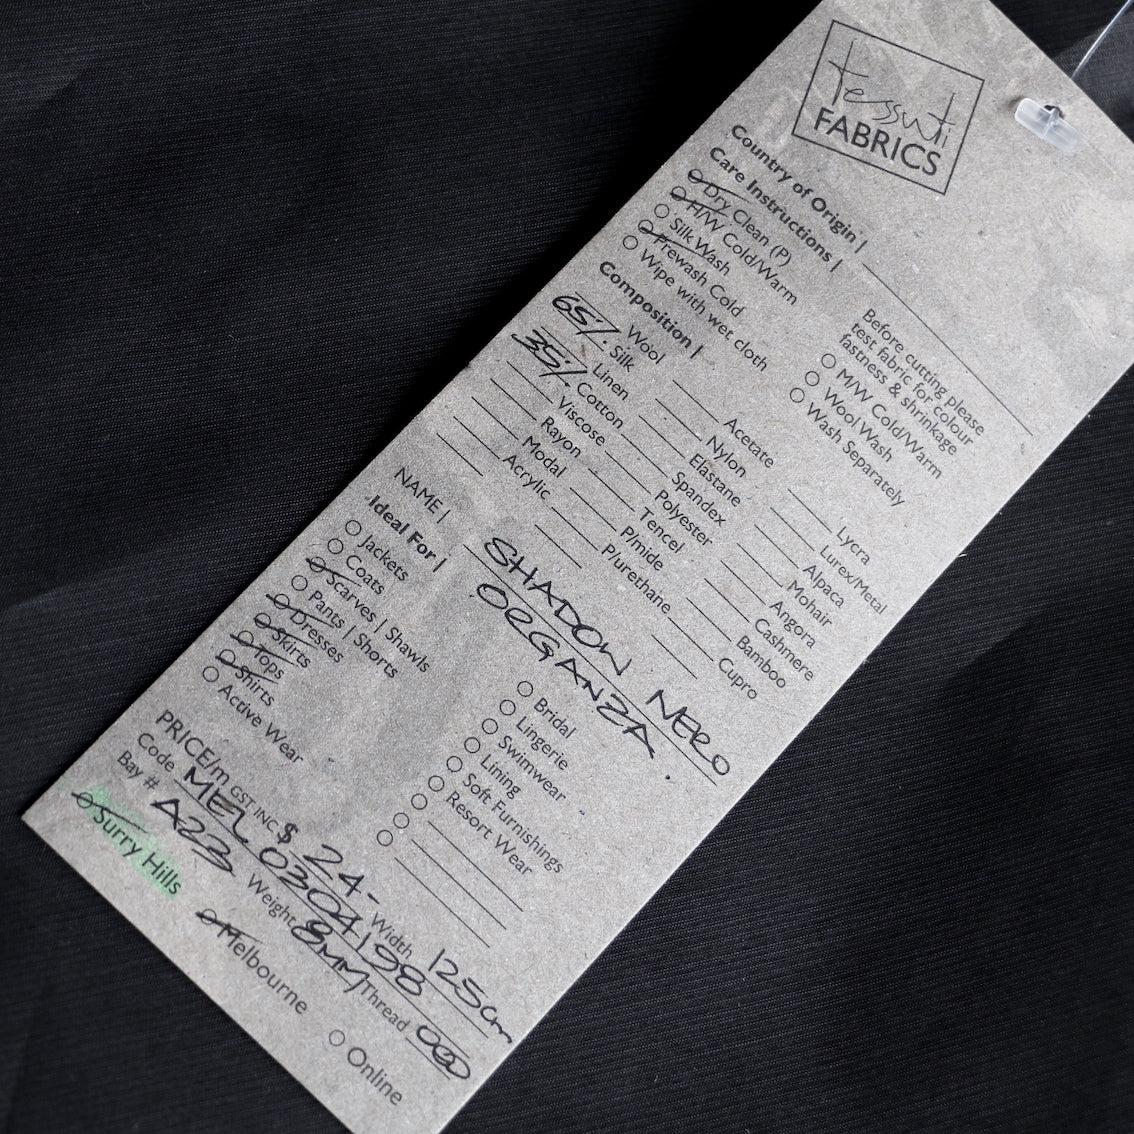 tessuti
FABRICS
Country of Origin |
Care Instructions |
Dry Clean (P)
H/W Cold/Warm
Silk Wash
Prewash Cold
Wipe with wet cloth
Before cutting please
test fabric for colour
fastness & shrinkage
M/W Cold/Warm
Wool Wash
Wash Separately
Composition |
Wool
65% Silk
Linen
35% Cotton
Viscose
Rayon
Modal
Acrylic
Acetate
Nylon
Elastane
Spandex
Polyester
Tencel
P/mide
P/urethane
Lycra
Lurex/Metal
Alpaca
Mohair
Angora
Cashmere
Bamboo
Cupro
NAME | SHADOW NERO
ORGANZA.
Ideal For |
Jackets
Coats
Scarves | Shawls
Pants | Shorts
Dresses
Skirts
Tops
Shirts
Active Wear
Bridal
Lingerie
Swimwear
Lining
Soft Furnishings
Resort Wear
PRICE/m GST INC $ 24- Width 125cm
Code MEL 0304198
Bay # A223 Weight 8MM Thread 000
Surry Hills Melbourne Online